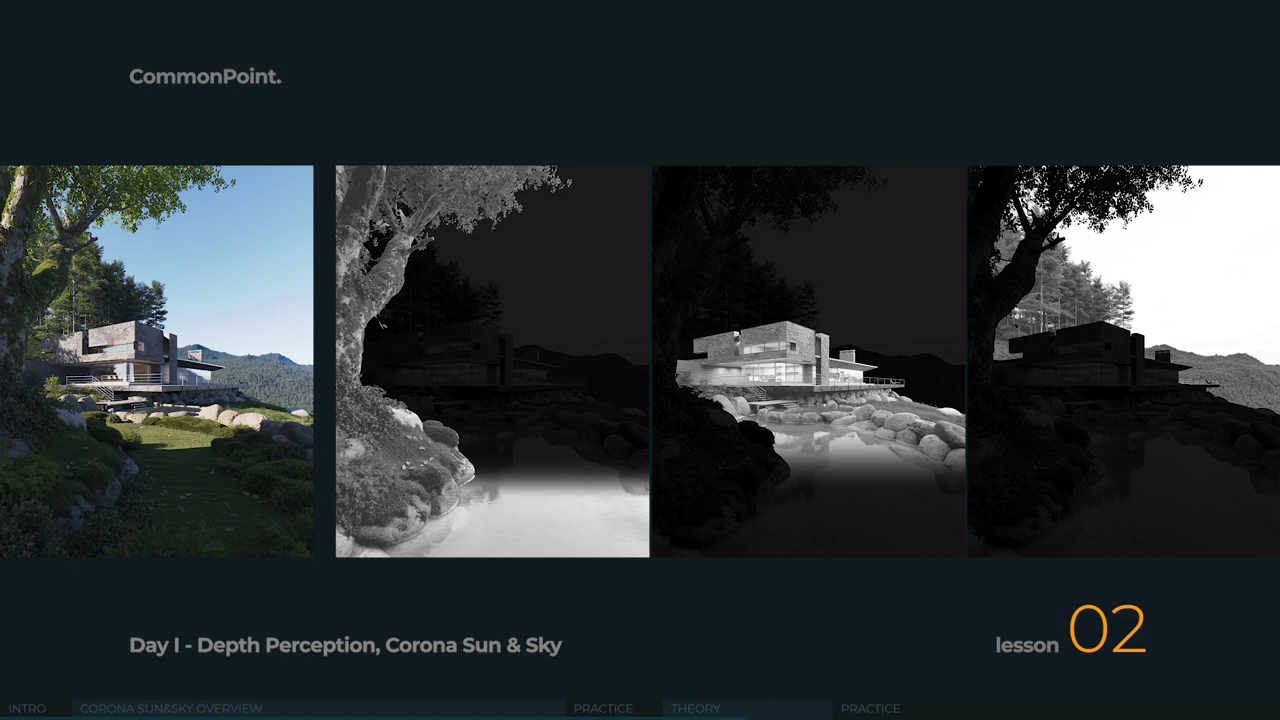 CommonPoint.
Day I - Depth Perception, Corona Sun & Sky
lesson 02
INTRO
CORONA SUN&SKY OVERVIEW
PRACTICE
THEORY
PRACTICE